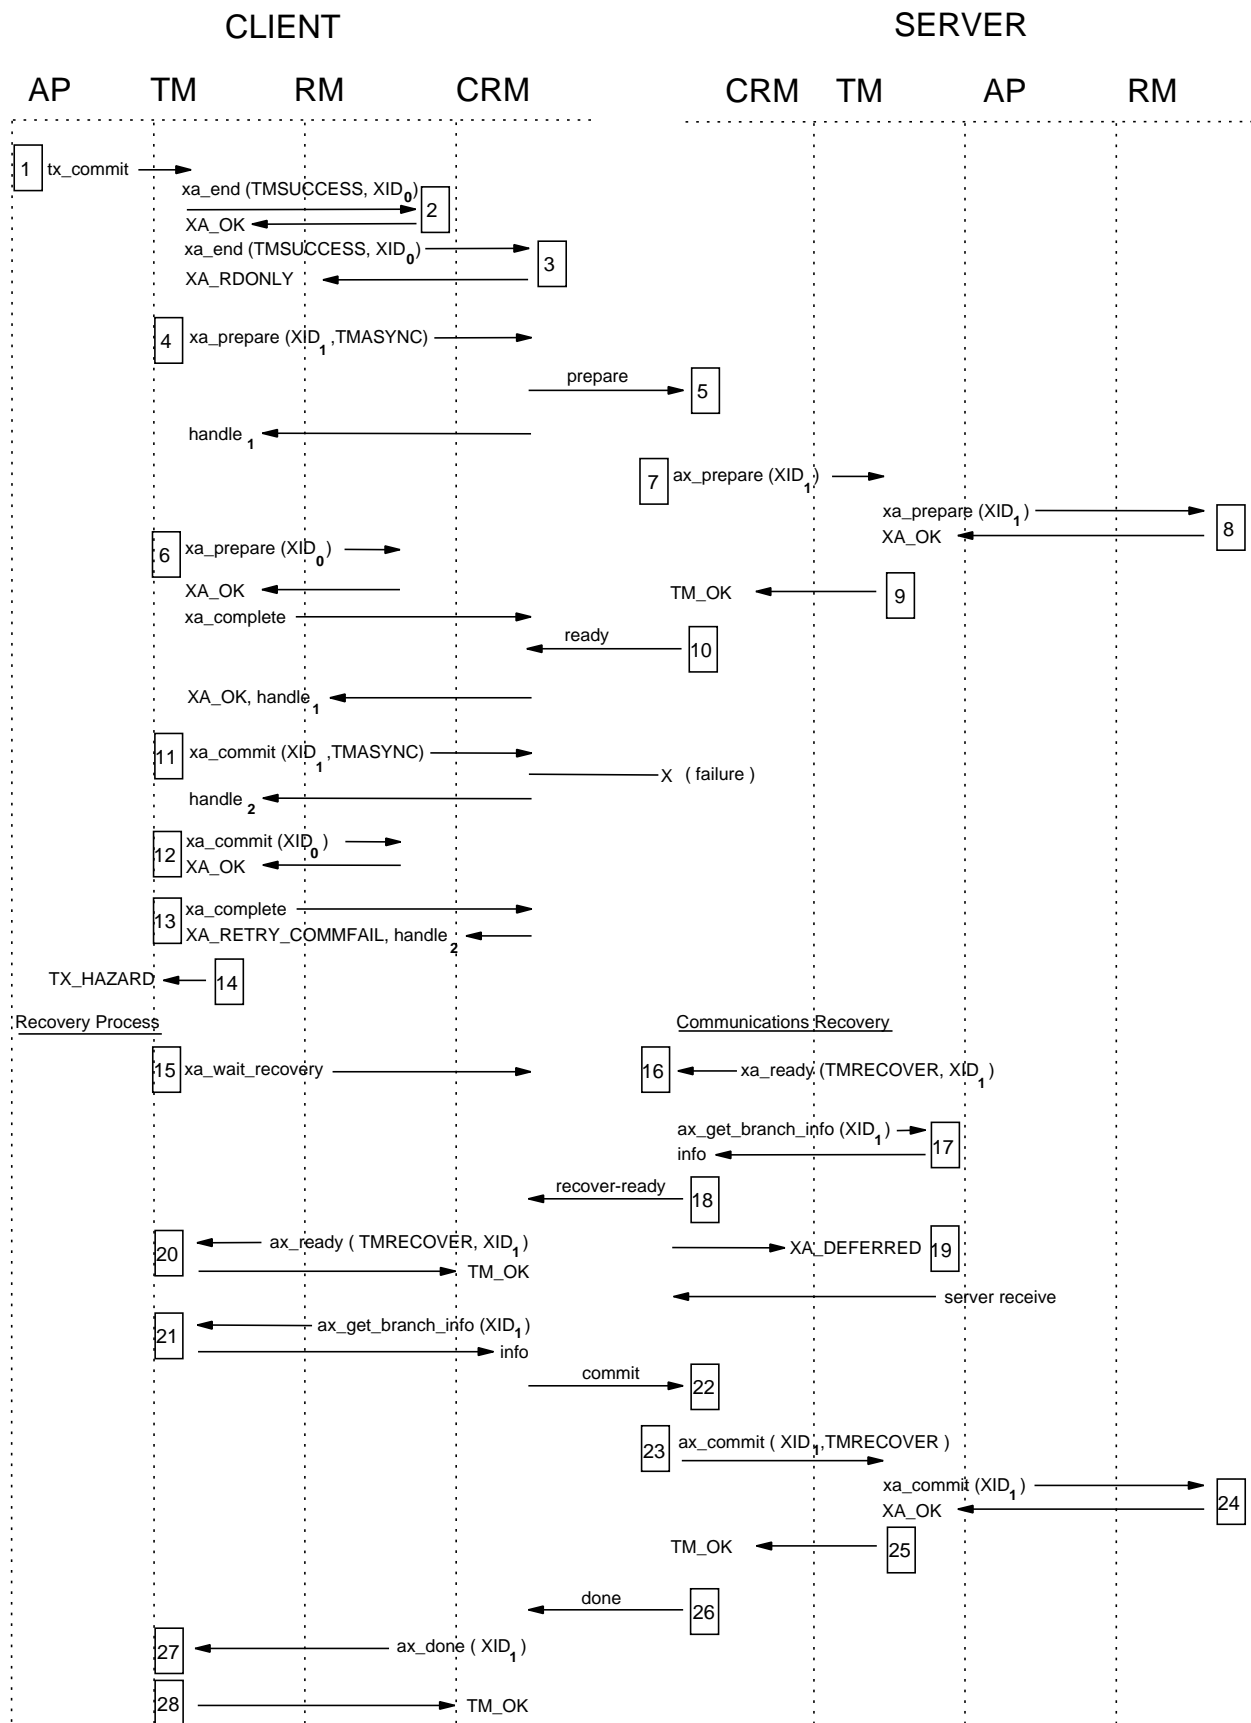 CLIENT
SERVER
AP TM RM CRM
CRM TM AP RM
1 tx_commit
xa_end (TMSUCCESS, XID0)
2
XA_OK
xa_end (TMSUCCESS, XID0)
3
XA_RDONLY
4 xa_prepare (XID1 ,TMASYNC)
prepare
5
handle 1
7 ax_prepare (XID1)
xa_prepare (XID1)
8
XA_OK
6 xa_prepare (XID0)
XA_OK
TM_OK
9
xa_complete
ready
10
XA_OK, handle 1
11 xa_commit (XID1 ,TMASYNC)
X ( failure )
handle 2
12 xa_commit (XID0)
XA_OK
13 xa_complete
XA_RETRY_COMMFAIL, handle 2
TX_HAZARD
14
Recovery Process
Communications Recovery
15 xa_wait_recovery
16 xa_ready (TMRECOVER, XID1)
ax_get_branch_info (XID1)
17
info
recover-ready
18
20 ax_ready ( TMRECOVER, XID1)
XA_DEFERRED 19
TM_OK
server receive
21 ax_get_branch_info (XID1)
info
commit
22
23 ax_commit ( XID1,TMRECOVER )
xa_commit (XID1)
24
XA_OK
TM_OK
25
done
26
27 ax_done ( XID1)
28 TM_OK